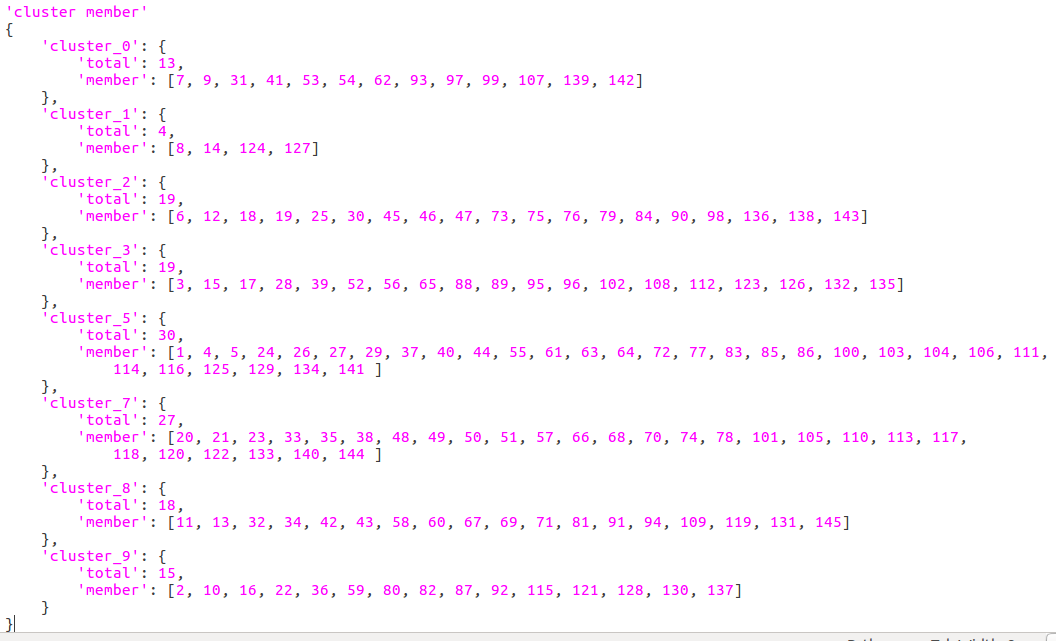 'cluster member'
{
    'cluster_0': {
        'total': 13,
        'member': [7, 9, 31, 41, 53, 54, 62, 93, 97, 99, 107, 139, 142]
    },
    'cluster_1': {
        'total': 4,
        'member': [8, 14, 124, 127]
    },
    'cluster_2': {
        'total': 19,
        'member': [6, 12, 18, 19, 25, 30, 45, 46, 47, 73, 75, 76, 79, 84, 90, 98, 136, 138, 143]
    },
    'cluster_3': {
        'total': 19,
        'member': [3, 15, 17, 28, 39, 52, 56, 65, 88, 89, 95, 96, 102, 108, 112, 123, 126, 132, 135]
    },
    'cluster_5': {
        'total': 30,
        'member': [1, 4, 5, 24, 26, 27, 29, 37, 40, 44, 55, 61, 63, 64, 72, 77, 83, 85, 86, 100, 103, 104, 106, 111,
            114, 116, 125, 129, 134, 141 ]
    },
    'cluster_7': {
        'total': 27,
        'member': [20, 21, 23, 33, 35, 38, 48, 49, 50, 51, 57, 66, 68, 70, 74, 78, 101, 105, 110, 113, 117,
            118, 120, 122, 133, 140, 144 ]
    },
    'cluster_8': {
        'total': 18,
        'member': [11, 13, 32, 34, 42, 43, 58, 60, 67, 69, 71, 81, 91, 94, 109, 119, 131, 145]
    },
    'cluster_9': {
        'total': 15,
        'member': [2, 10, 16, 22, 36, 59, 80, 82, 87, 92, 115, 121, 128, 130, 137]
    }
}